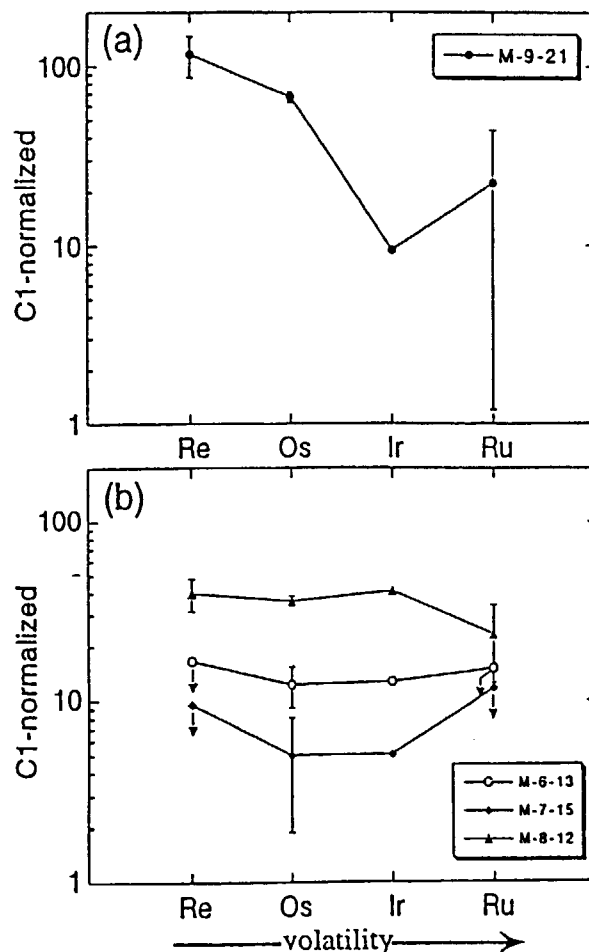 (a)
M-9-21
100
10
1
C1-normalized
Re Os Ir Ru
(b)
100
10
1
C1-normalized
M-6-13
M-7-15
M-8-12
Re Os Ir Ru
volatility